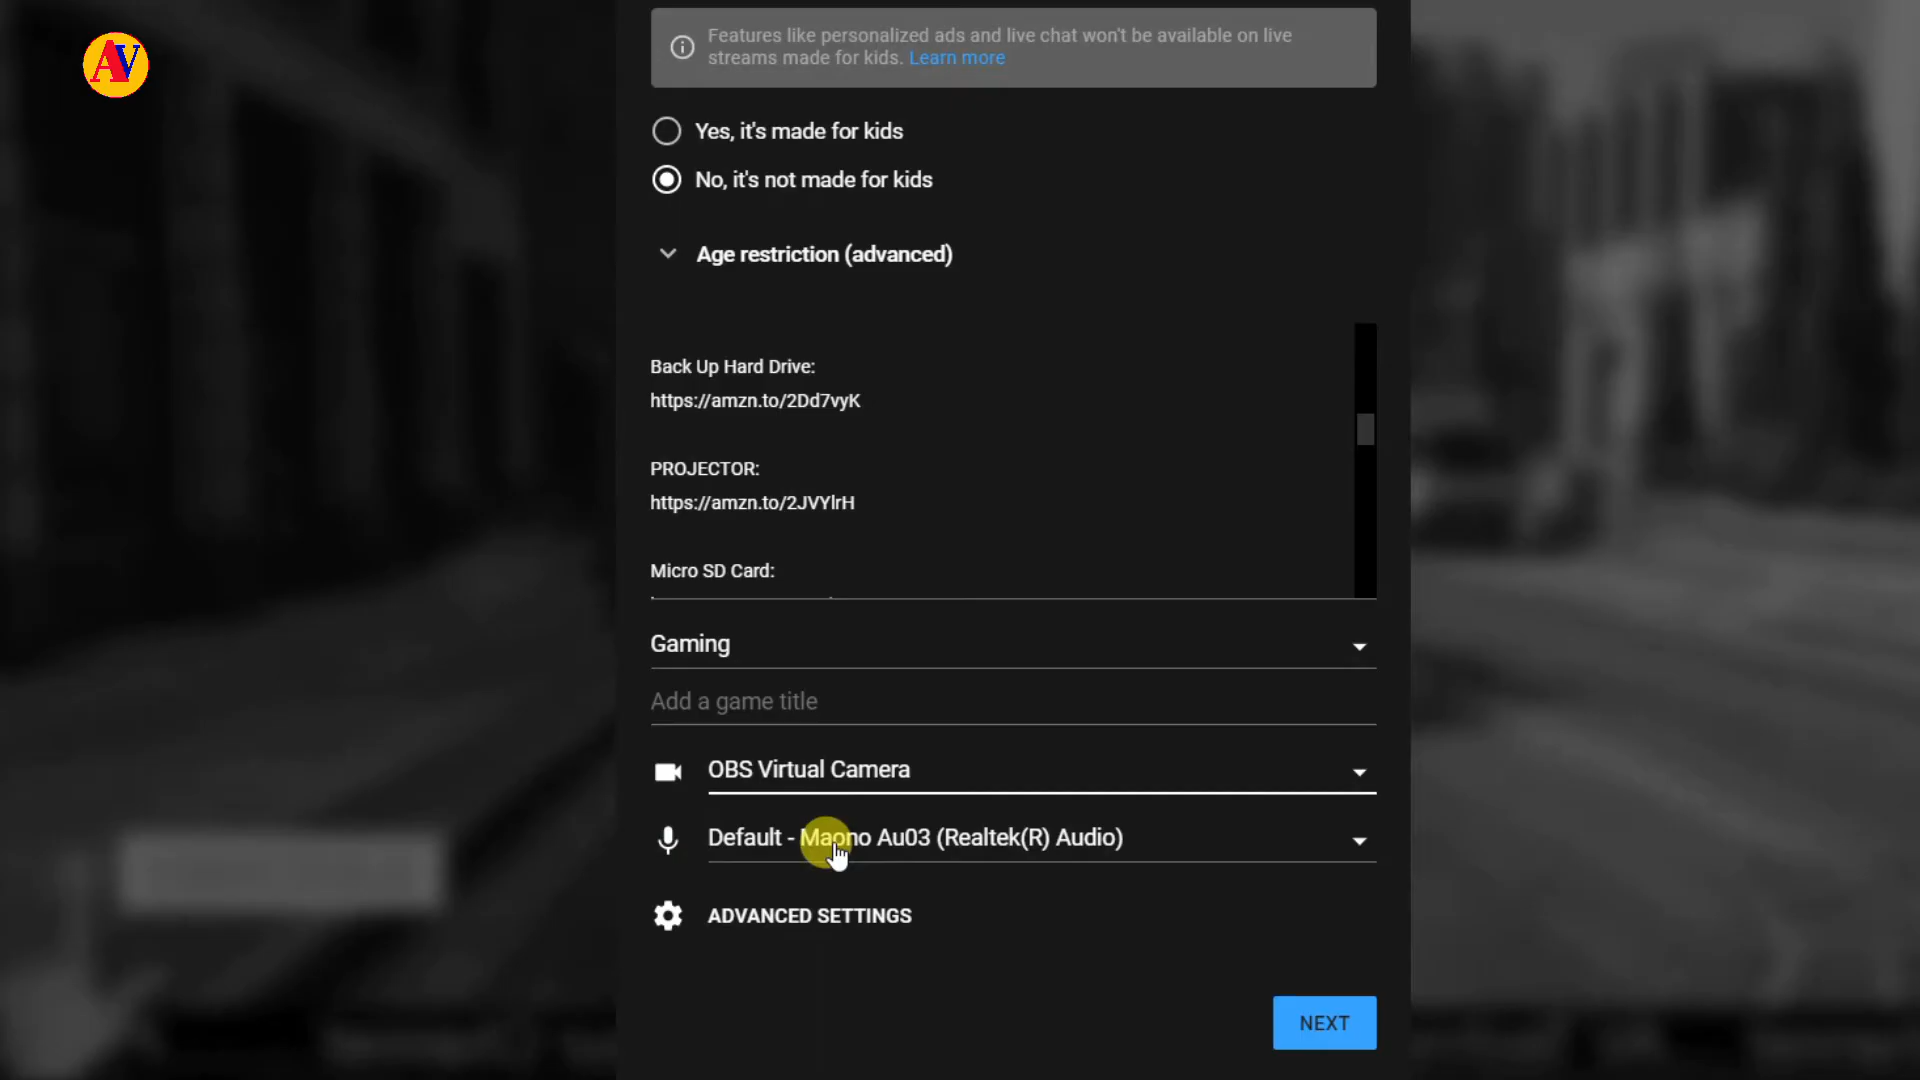 AV
Features like personalized ads and live chat won't be available on live
streams made for kids. Learn more
Yes, it's made for kids
No, it's not made for kids
Age restriction (advanced)
Back Up Hard Drive:
https://amzn.to/2Dd7vyK
PROJECTOR:
https://amzn.to/2JVYlrH
Micro SD Card:
Gaming
Add a game title
OBS Virtual Camera
Default - Maono Au03 (Realtek(R) Audio)
ADVANCED SETTINGS
NEXT